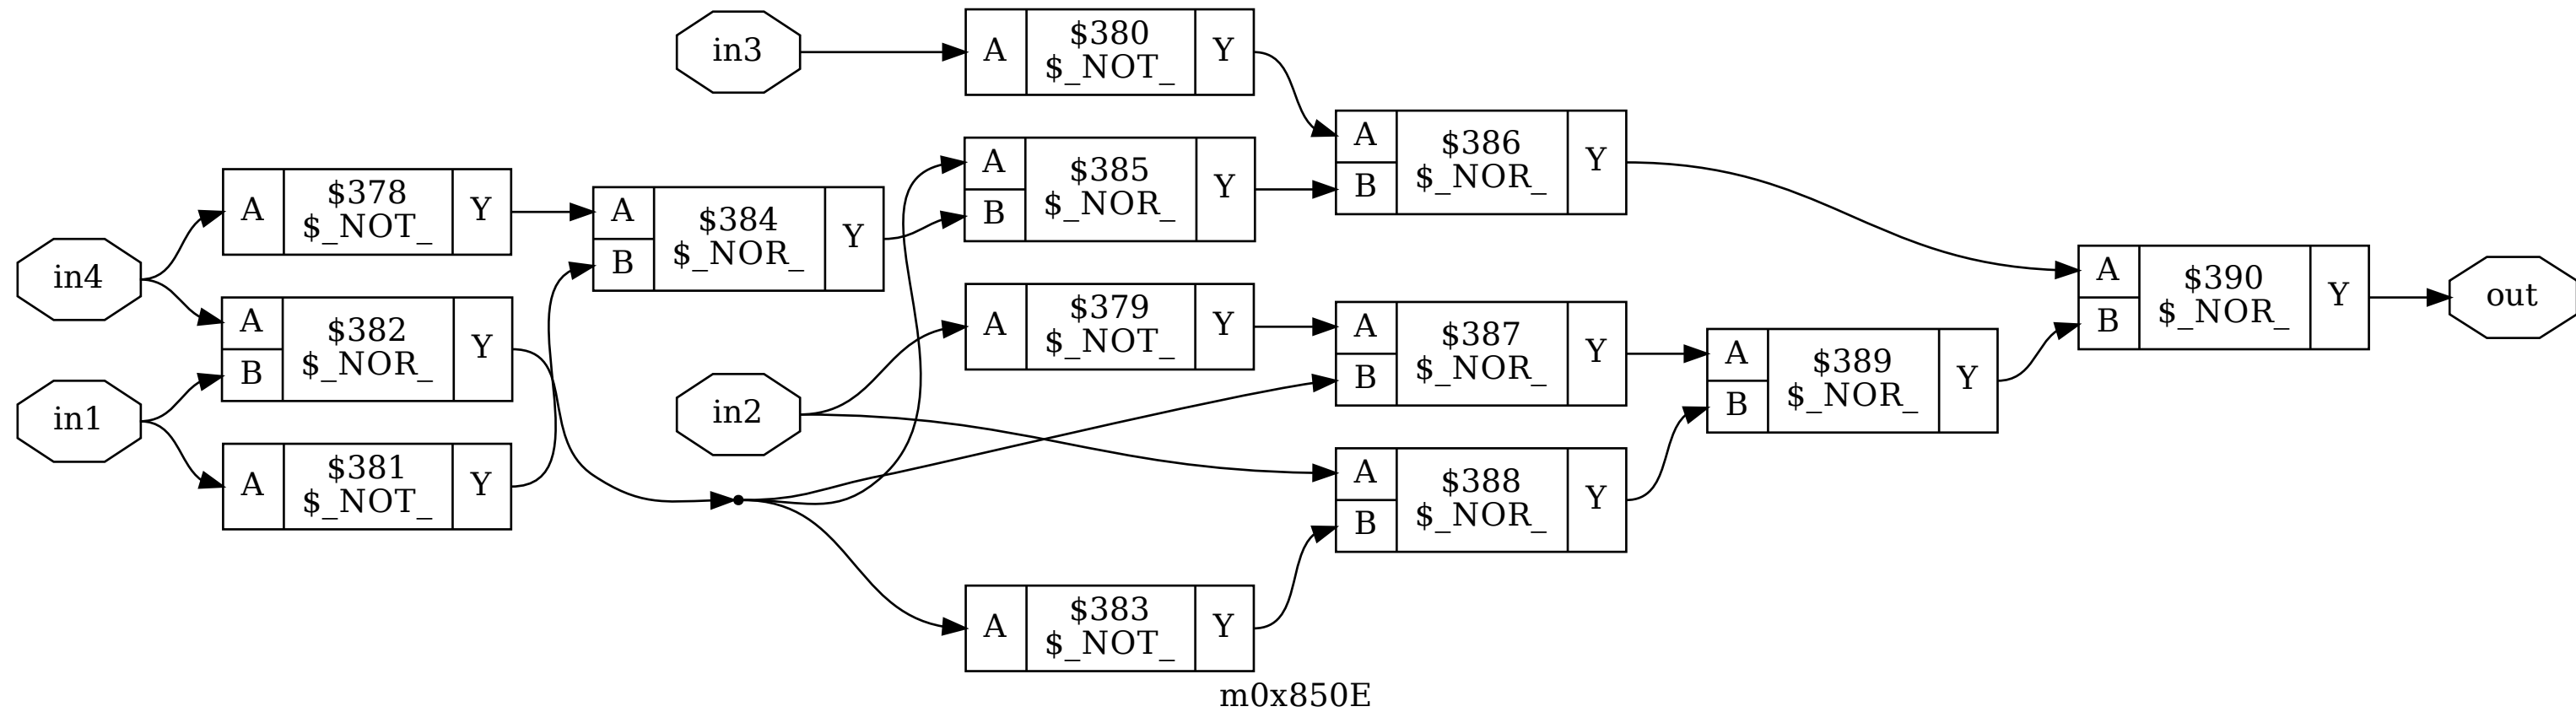 in3
A $380 $_NOT_ Y
A B $386 $_NOR_ Y
A B $385 $_NOR_ Y
in4
A $378 $_NOT_ Y
A B $384 $_NOR_ Y
A B $382 $_NOR_ Y
in1
A $381 $_NOT_ Y
in2
A $379 $_NOT_ Y
A B $387 $_NOR_ Y
A B $388 $_NOR_ Y
A $383 $_NOT_ Y
A B $389 $_NOR_ Y
A B $390 $_NOR_ Y
out
m0x850E